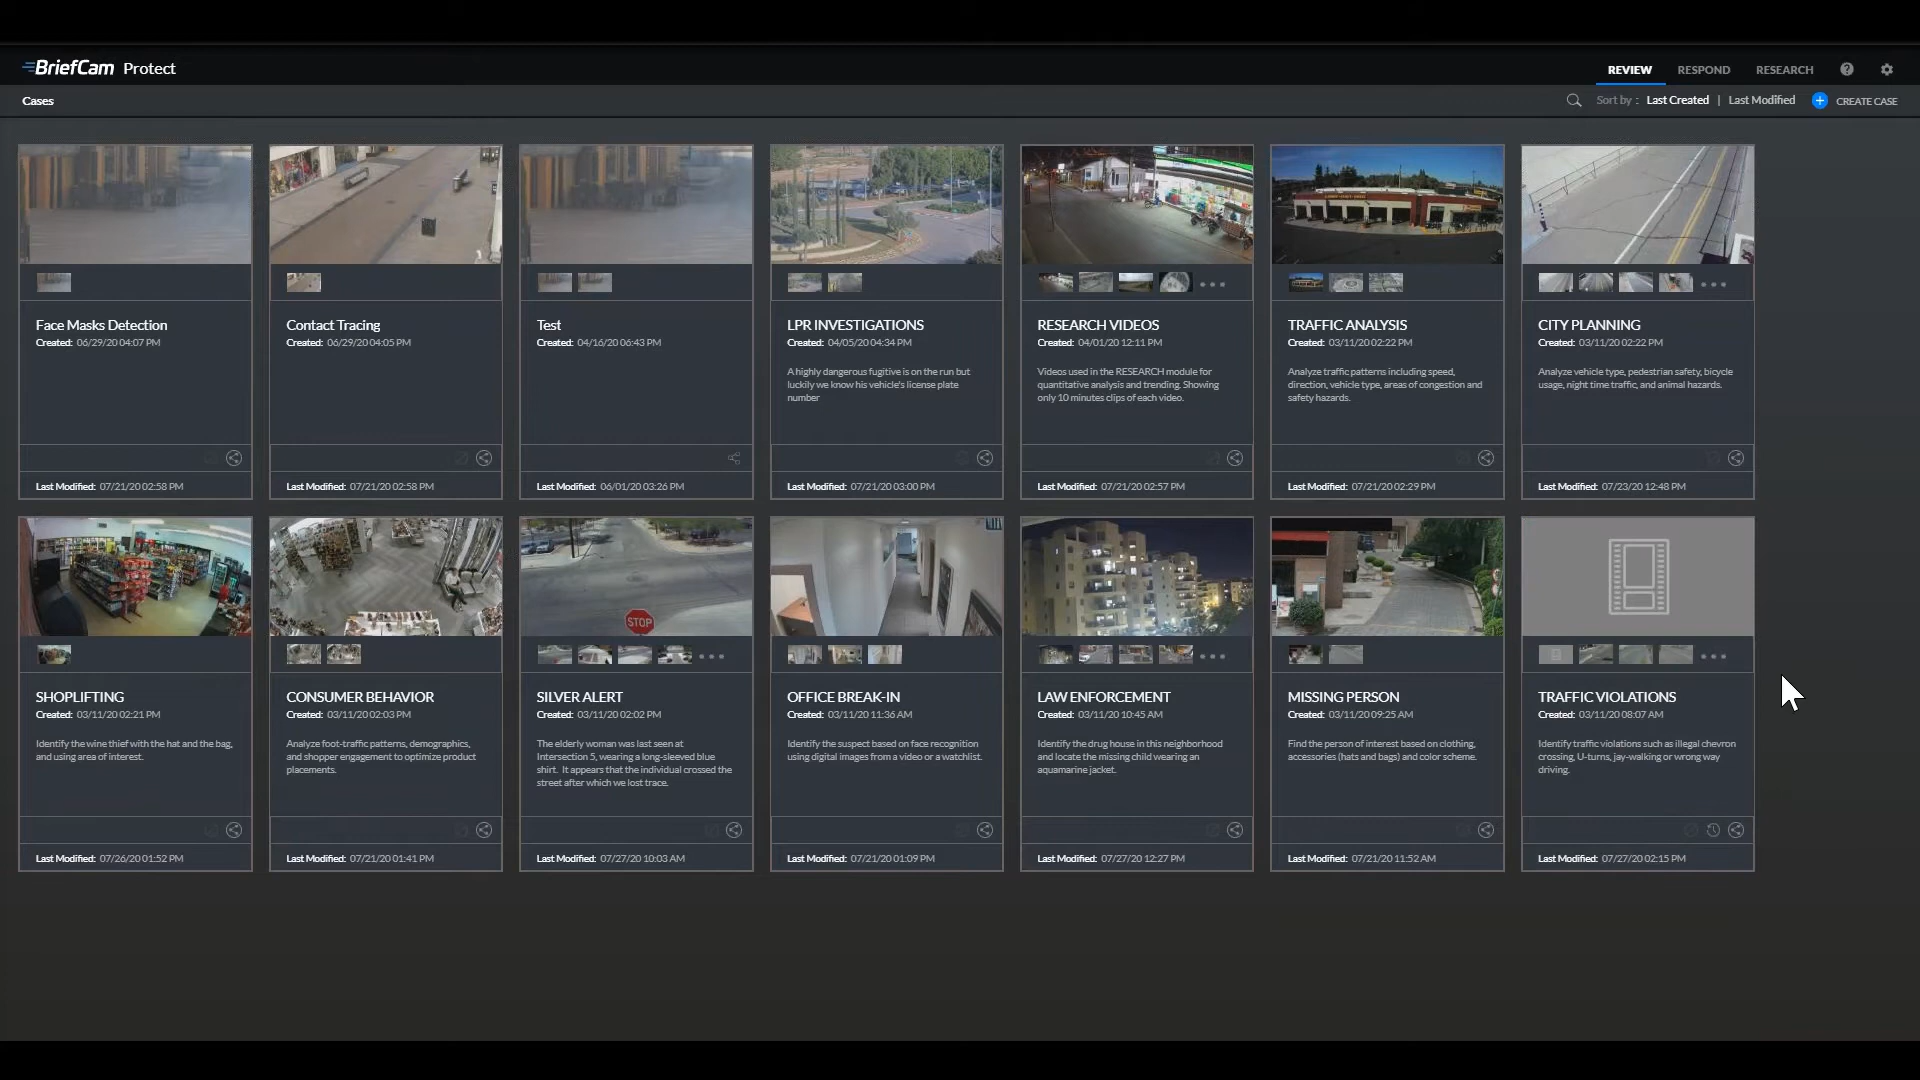 BriefCam Protect
REVIEW RESPOND RESEARCH ?
Cases
Sort by : Last Created | Last Modified + CREATE CASE
Face Masks Detection
Created: 06/29/20 04:07 PM
Last Modified: 07/21/20 02:58 PM
Contact Tracing
Created: 06/29/20 04:05 PM
Last Modified: 07/21/20 02:58 PM
Test
Created: 04/16/20 06:43 PM
Last Modified: 06/01/20 03:26 PM
LPR INVESTIGATIONS
Created: 04/05/20 04:34 PM
A highly dangerous fugitive is on the run but
luckily we know his vehicle's license plate
number
Last Modified: 07/21/20 03:00 PM
RESEARCH VIDEOS
Created: 04/01/20 12:11 PM
Videos used in the RESEARCH module for
quantitative analysis and trending. Showing
only 10 minutes clips of each video.
Last Modified: 07/21/20 02:57 PM
TRAFFIC ANALYSIS
Created: 03/11/20 02:22 PM
Analyze traffic patterns including speed,
direction, vehicle type, areas of congestion and
safety hazards.
Last Modified: 07/21/20 02:29 PM
CITY PLANNING
Created: 03/11/20 02:22 PM
Analyze vehicle type, pedestrian safety, bicycle
usage, night time traffic, and animal hazards.
Last Modified: 07/23/20 12:48 PM
SHOPLIFTING
Created: 03/11/20 02:21 PM
Identify the wine thief with the hat and the bag,
and using area of interest.
Last Modified: 07/26/20 01:52 PM
CONSUMER BEHAVIOR
Created: 03/11/20 02:03 PM
Analyze foot-traffic patterns, demographics,
and shopper engagement to optimize product
placements.
Last Modified: 07/21/20 01:41 PM
STOP
SILVER ALERT
Created: 03/11/20 02:02 PM
The elderly woman was last seen at
Intersection 5, wearing a long-sleeved blue
shirt. It appears that the individual crossed the
street after which we lost trace.
Last Modified: 07/27/20 10:03 AM
OFFICE BREAK-IN
Created: 03/11/20 11:36 AM
Identify the suspect based on face recognition
using digital images from a video or a watchlist.
Last Modified: 07/21/20 01:09 PM
LAW ENFORCEMENT
Created: 03/11/20 10:45 AM
Identify the drug house in this neighborhood
and locate the missing child wearing an
aquamarine jacket.
Last Modified: 07/27/20 12:27 PM
MISSING PERSON
Created: 03/11/20 09:25 AM
Find the person of interest based on clothing,
accessories (hats and bags) and color scheme.
Last Modified: 07/21/20 11:52 AM
TRAFFIC VIOLATIONS
Created: 03/11/20 08:07 AM
Identify traffic violations such as illegal chevron
crossing, U-turns, jay-walking or wrong way
driving.
Last Modified: 07/27/20 02:15 PM